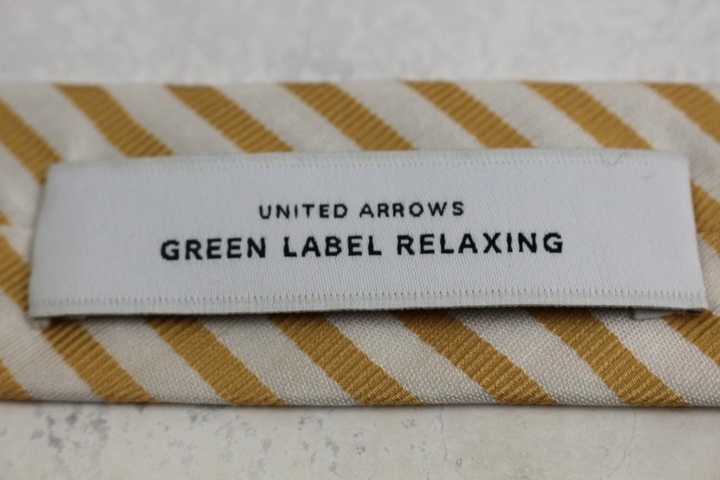 UNITED ARROWS
GREEN LABEL RELAXING